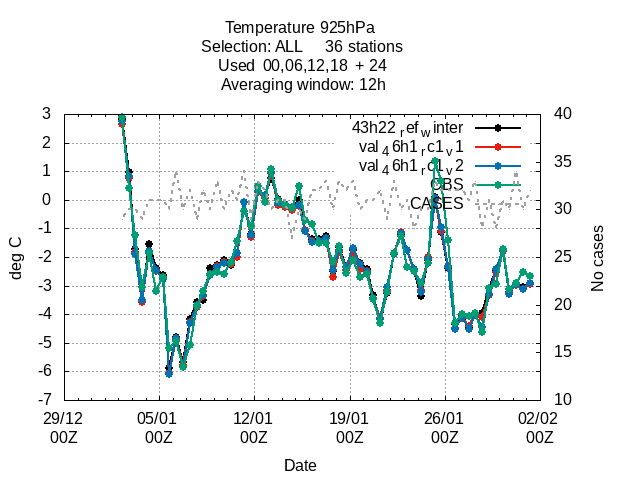 Temperature 925hPa
Selection: ALL 36 stations
Used 00,06,12,18 + 24
Averaging window: 12h
43h22refwinter
val46h1rc1v1
val46h1rc1v2
OBS
CASES
3
2
1
0
-1
-2
-3
-4
-5
-6
-7
deg C
40
35
30
25
20
15
10
No cases
29/12 05/01 12/01 19/01 26/01 02/02
00Z 00Z 00Z 00Z 00Z 00Z
Date